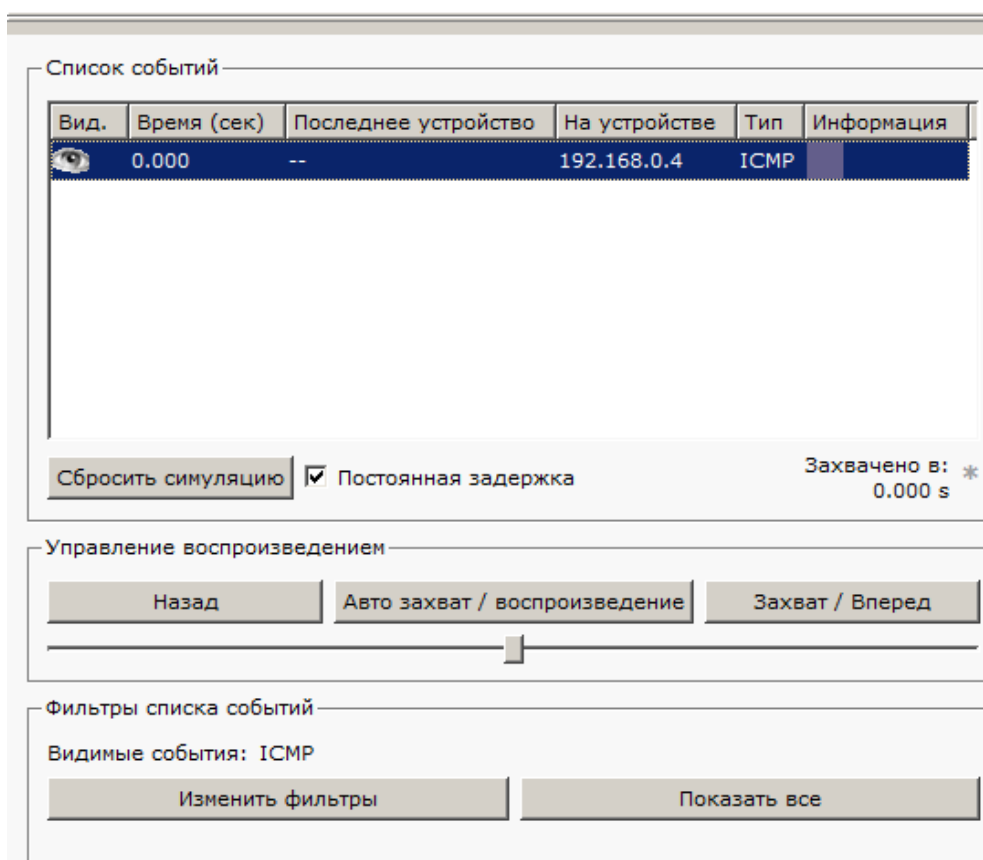 Список событий
Вид. Время (сек) Последнее устройство На устройстве Тип Информация
0.000 -- 192.168.0.4 ICMP
Сбросить симуляцию Постоянная задержка Захвачено в: *
0.000 s
Управление воспроизведением
Назад Авто захват / воспроизведение Захват / Вперед
Фильтры списка событий
Видимые события: ICMP
Изменить фильтры Показать все